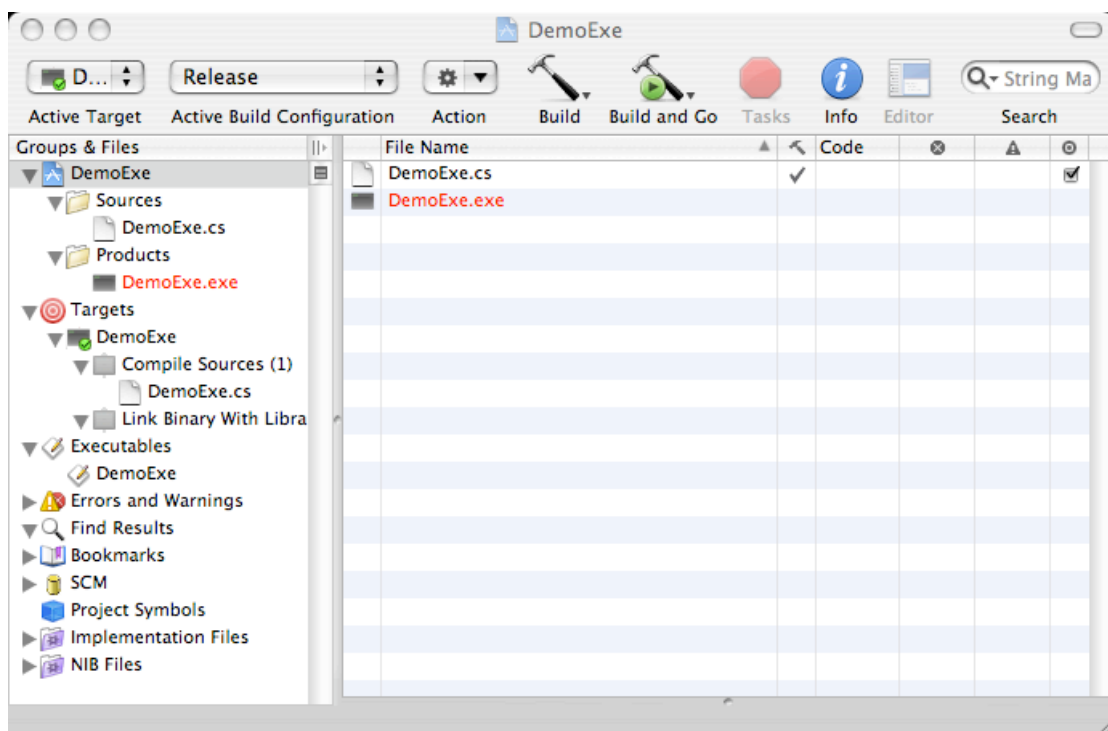 DemoExe
D... Release String Ma
Active Target Active Build Configuration Action Build Build and Go Tasks Info Editor Search
Groups & Files
DemoExe
Sources
DemoExe.cs
Products
DemoExe.exe
Targets
DemoExe
Compile Sources (1)
DemoExe.cs
Link Binary With Libra
Executables
DemoExe
Errors and Warnings
Find Results
Bookmarks
SCM
Project Symbols
Implementation Files
NIB Files
File Name Code
DemoExe.cs
DemoExe.exe